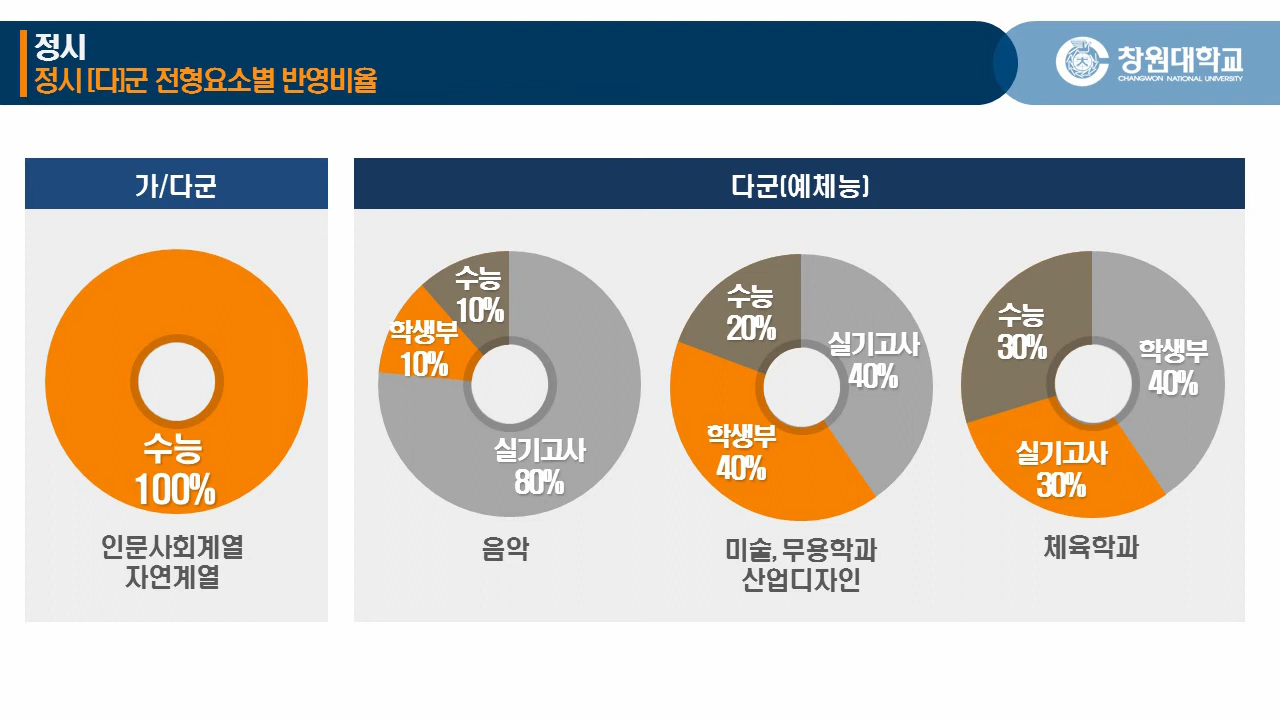 정시
정시 [다]군 전형요소별 반영비율
창원대학교
CHANGWON NATIONAL UNIVERSITY
가/다군
수능
100%
인문사회계열
자연계열
다군(예체능)
수능
10%
학생부
10%
실기고사
80%
음악
수능
20%
실기고사
40%
학생부
40%
미술, 무용학과
산업디자인
수능
30%
학생부
40%
실기고사
30%
체육학과